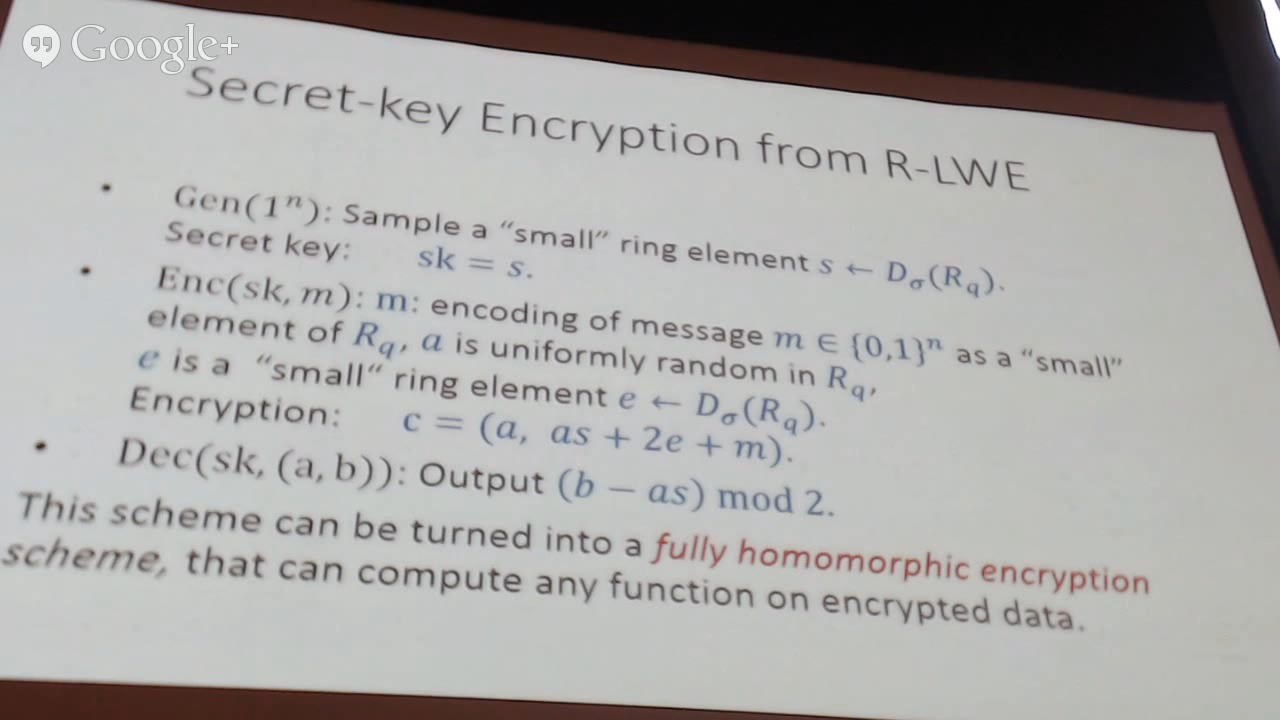 Google+
Secret-key Encryption from R-LWE
• Gen(1ⁿ): Sample a “small” ring element s ← D_σ(R_q).
Secret key: sk = s.
• Enc(sk, m): m: encoding of message m ∈ {0,1}ⁿ as a “small”
element of R_q, a is uniformly random in R_q,
e is a “small“ ring element e ← D_σ(R_q).
Encryption: c = (a, as + 2e + m).
• Dec(sk, (a, b)): Output (b − as) mod 2.
This scheme can be turned into a fully homomorphic encryption
scheme, that can compute any function on encrypted data.